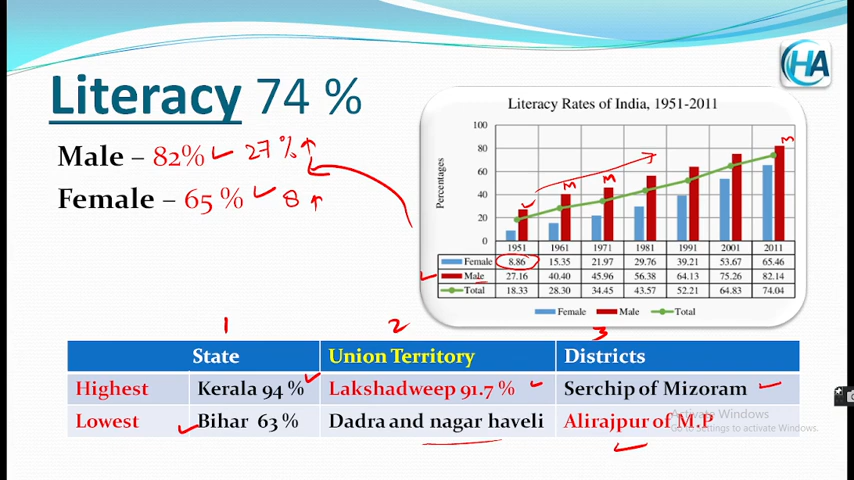 HA
Literacy 74 %
Male – 82% 27 %
Female – 65 % 8
Literacy Rates of India, 1951-2011
Percentages
100
80
60
40
20
0
1951 1961 1971 1981 1991 2001 2011
Female 8.86 15.35 21.97 29.76 39.21 53.67 65.46
Male 27.16 40.40 45.96 56.38 64.13 75.26 82.14
Total 18.33 28.30 34.45 43.57 52.21 64.83 74.04
Female Male Total
1 2 3
State Union Territory Districts
Highest Kerala 94 % Lakshadweep 91.7 % Serchip of Mizoram
Lowest Bihar 63 % Dadra and nagar haveli Alirajpur of M.P
Activate Windows
Go to Settings to activate Windows.